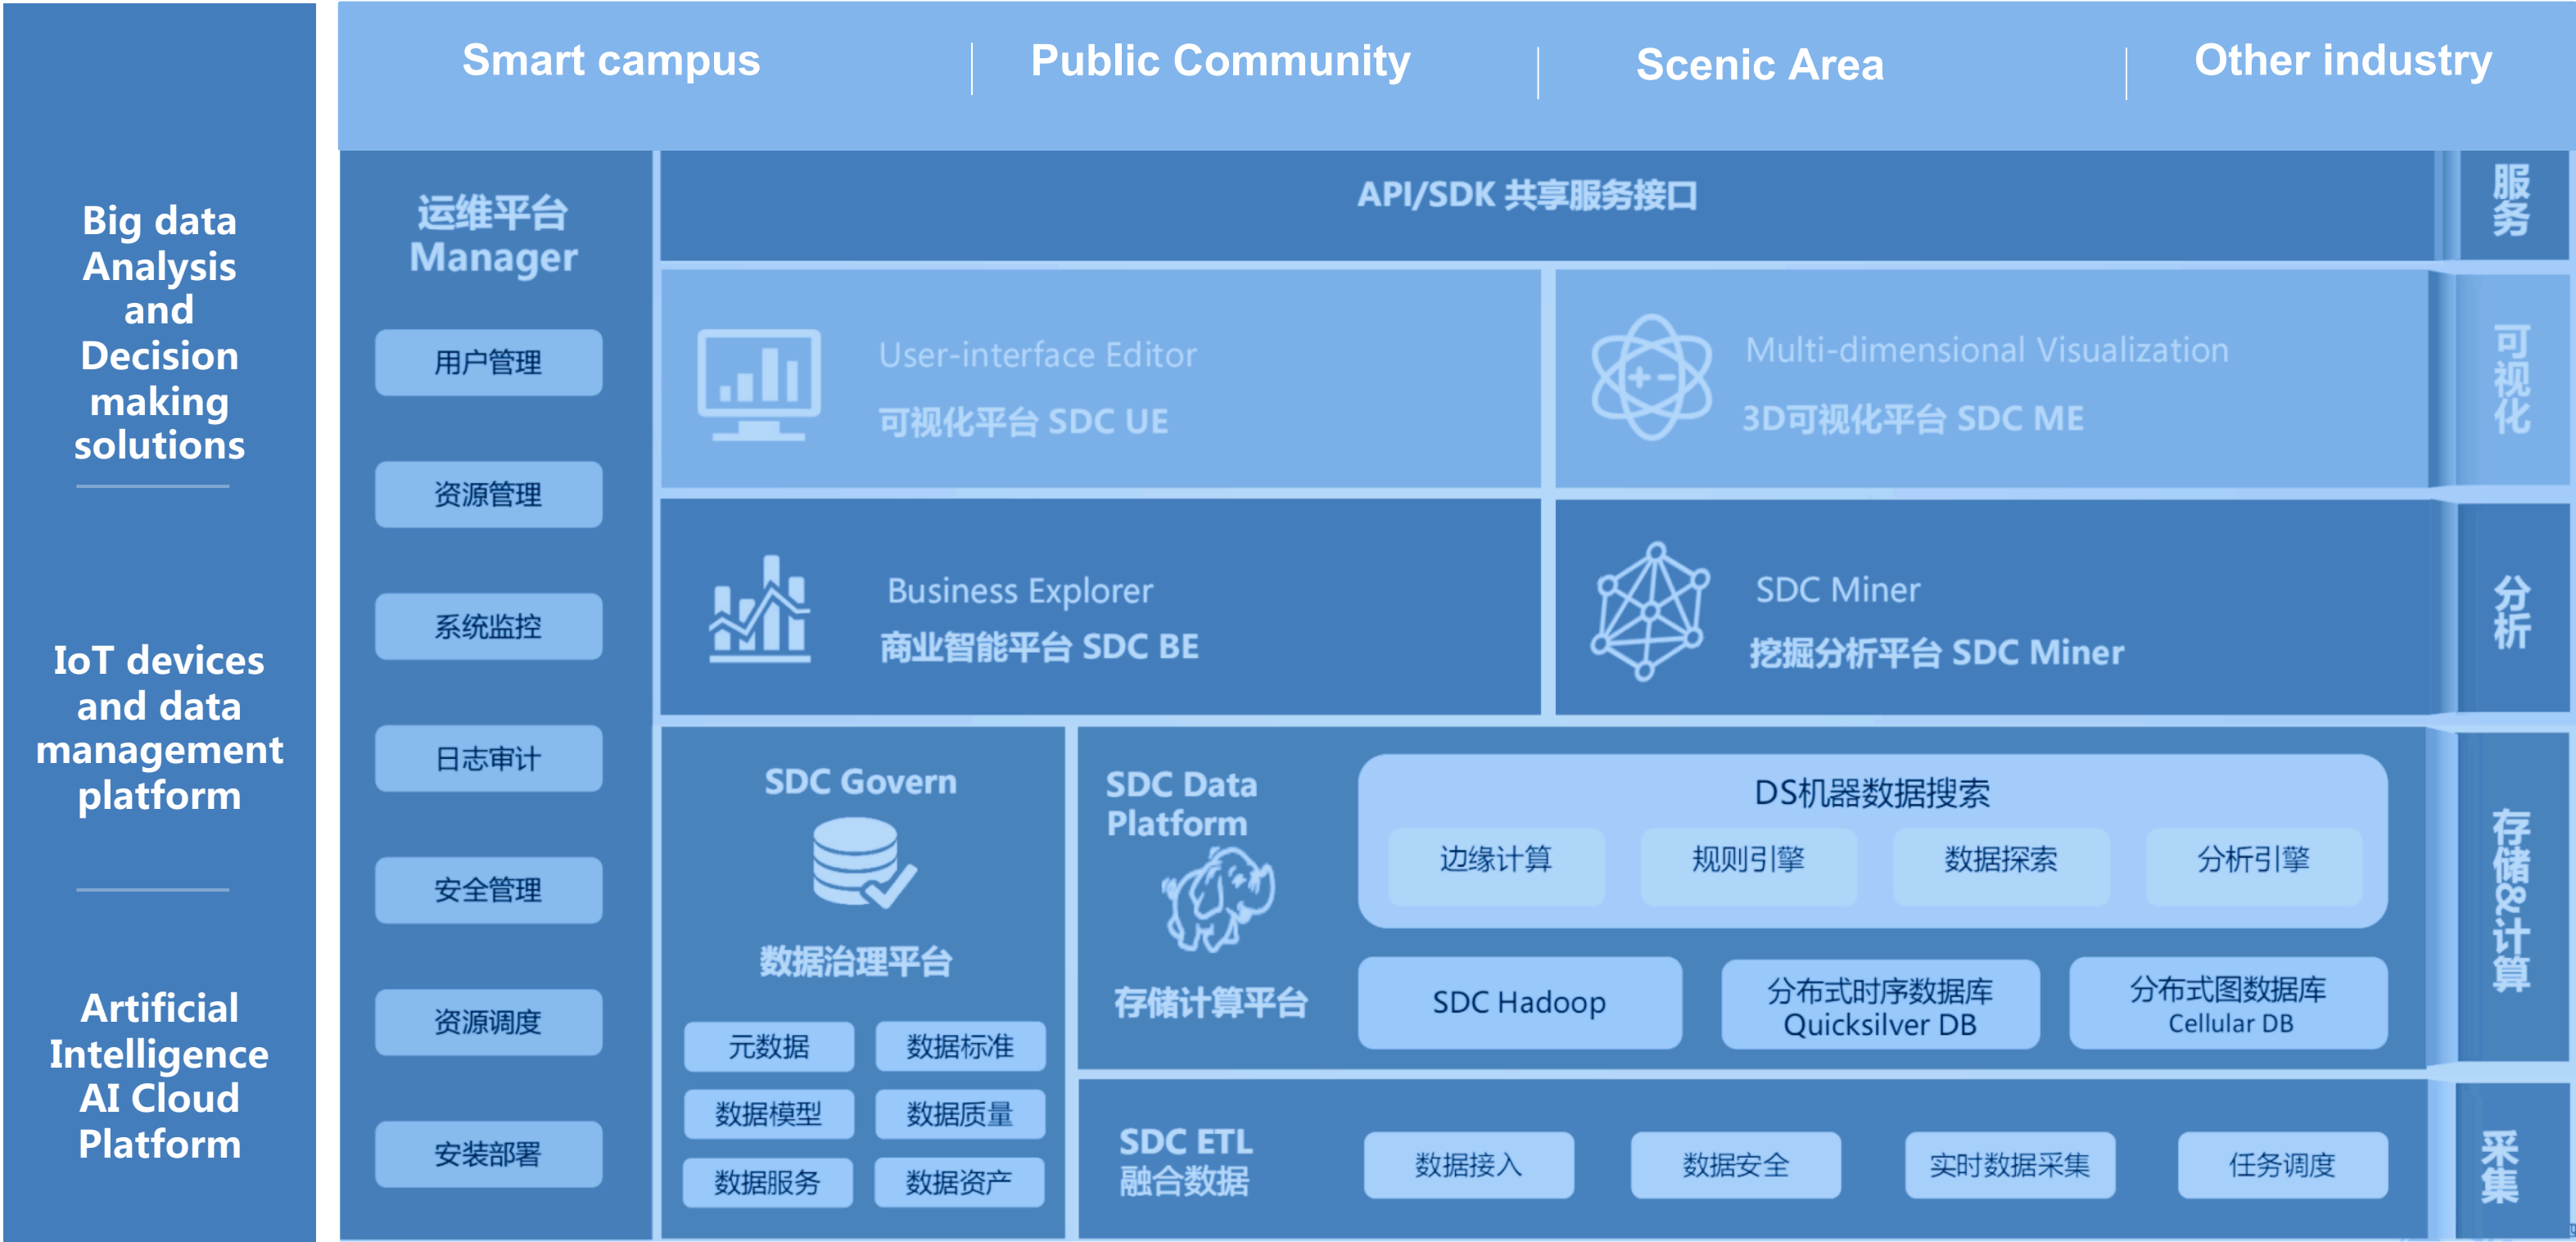 Big data
Analysis
and
Decision
making
solutions
IoT devices
and data
management
platform
Artificial
Intelligence
AI Cloud
Platform
Smart campus
Public Community
Scenic Area
Other industry
运维平台
Manager
用户管理
资源管理
系统监控
日志审计
安全管理
资源调度
安装部署
API/SDK 共享服务接口
服务
User-interface Editor
可视化平台 SDC UE
Multi-dimensional Visualization
3D可视化平台 SDC ME
可视化
Business Explorer
商业智能平台 SDC BE
SDC Miner
挖掘分析平台 SDC Miner
分析
SDC Govern
数据治理平台
元数据
数据标准
数据模型
数据质量
数据服务
数据资产
SDC Data
Platform
存储计算平台
DS机器数据搜索
边缘计算
规则引擎
数据探索
分析引擎
SDC Hadoop
分布式时序数据库
Quicksilver DB
分布式图数据库
Cellular DB
存储&计算
SDC ETL
融合数据
数据接入
数据安全
实时数据采集
任务调度
采集